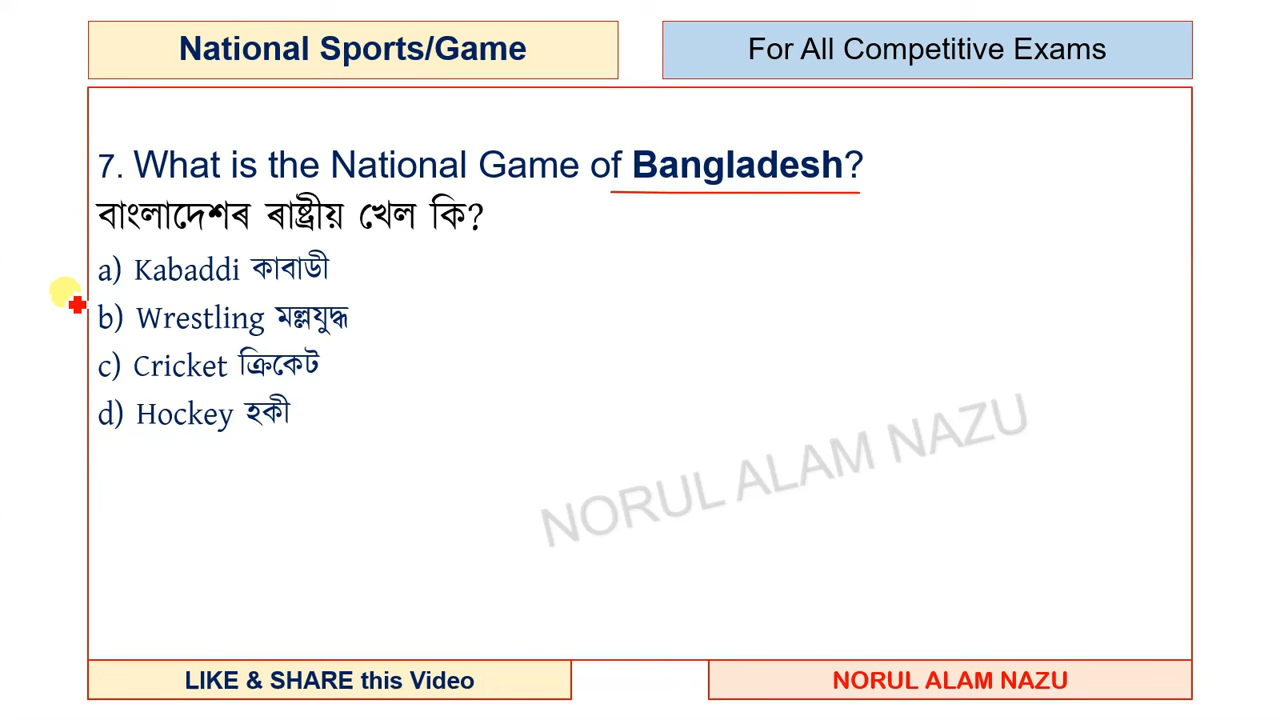 National Sports/Game
For All Competitive Exams
7. What is the National Game of Bangladesh?
বাংলাদেশৰ ৰাষ্ট্ৰীয় খেল কি?
a) Kabaddi কাবাডী
b) Wrestling মল্লযুদ্ধ
c) Cricket ক্ৰিকেট
d) Hockey হকী
NORUL ALAM NAZU
LIKE & SHARE this Video
NORUL ALAM NAZU